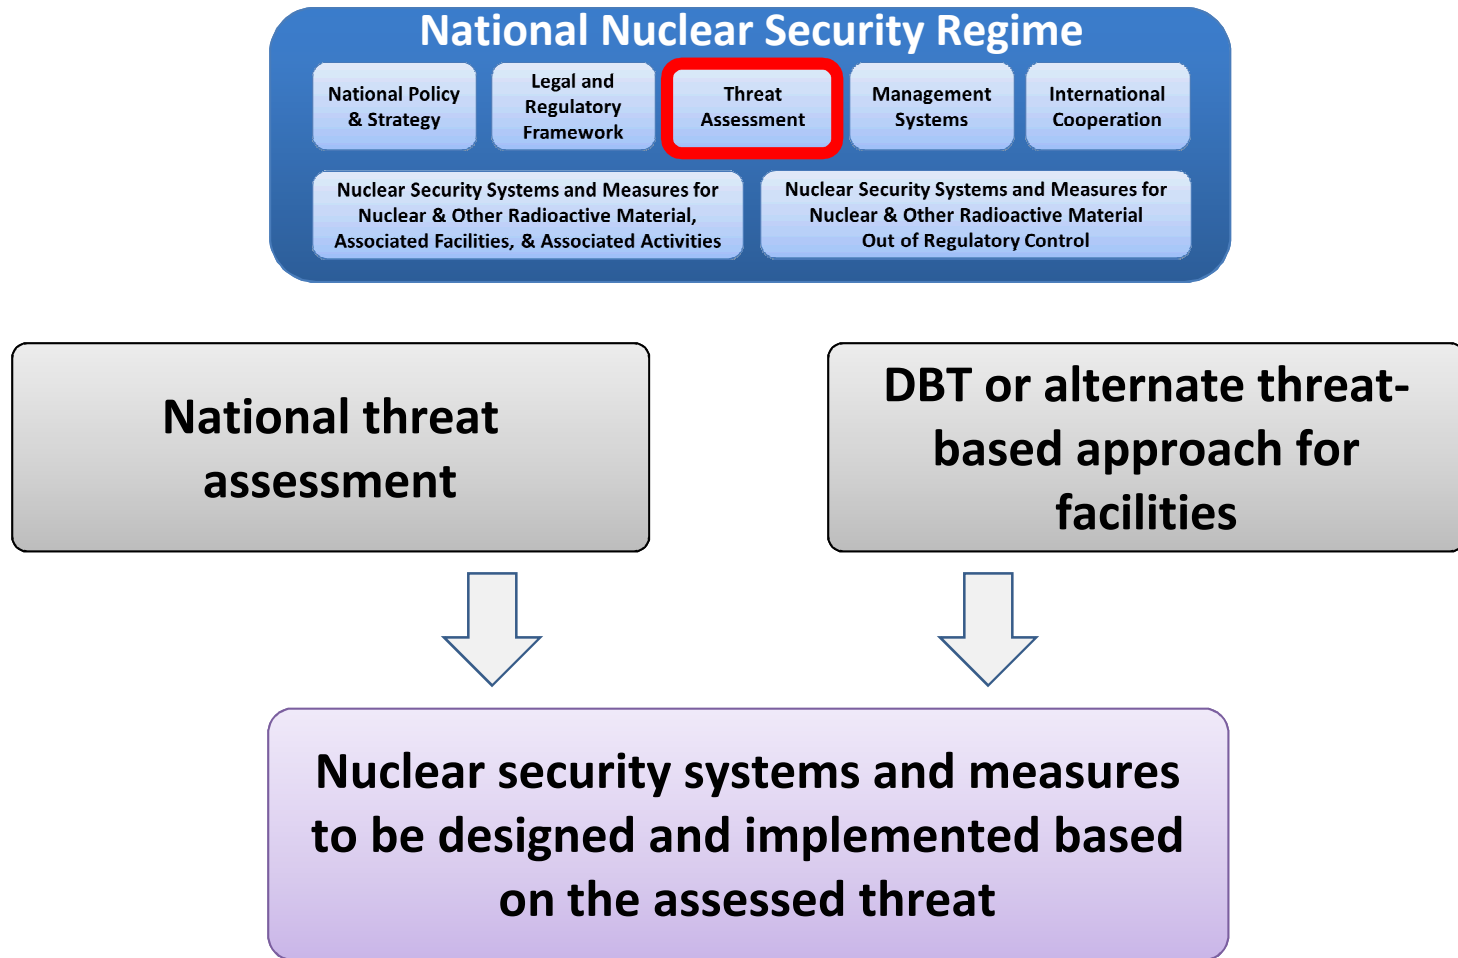 National Nuclear Security Regime
National Policy
& Strategy
Legal and
Regulatory
Framework
Threat
Assessment
Management
Systems
International
Cooperation
Nuclear Security Systems and Measures for
Nuclear & Other Radioactive Material,
Associated Facilities, & Associated Activities
Nuclear Security Systems and Measures for
Nuclear & Other Radioactive Material
Out of Regulatory Control
National threat
assessment
DBT or alternate threat-
based approach for
facilities
Nuclear security systems and measures
to be designed and implemented based
on the assessed threat